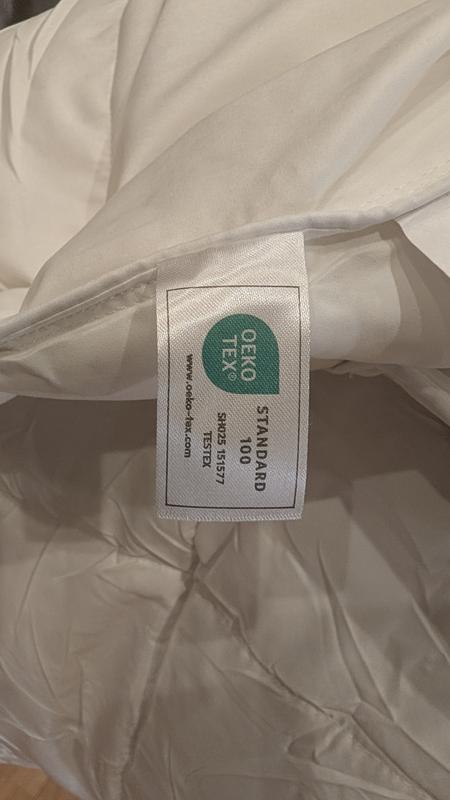 OEKO
TEX®
STANDARD
100
SH025 151577
TESTEX
www.oeko-tex.com